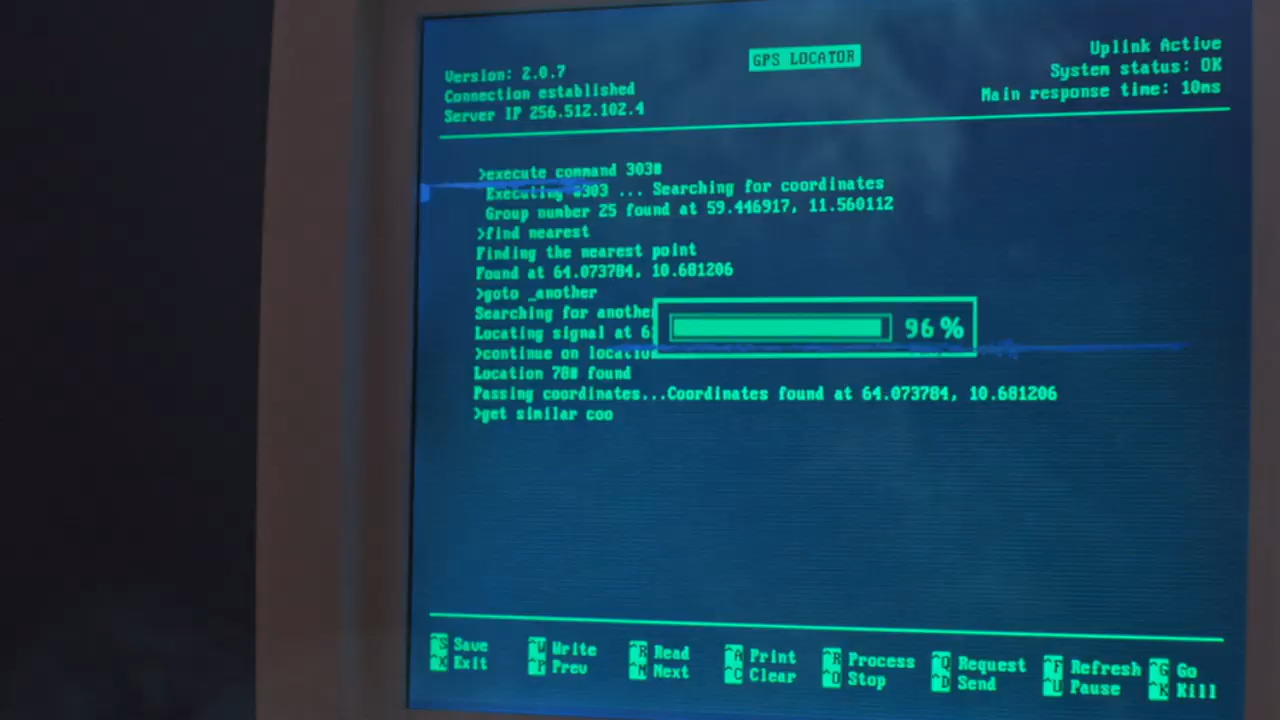 GPS LOCATOR
Version: 2.0.7
Connection established
Server IP 256.512.102.4
Uplink Active
System status: OK
Main response time: 10ms
>execute command 303#
Executing #303 ... Searching for coordinates
Group number 25 found at 59.446917, 11.560112
>find nearest
Finding the nearest point
Found at 64.073784, 10.681206
>goto _another
Searching for another
Locating signal at
96%
>continue on location
Location 78# found
Passing coordinates...Coordinates found at 64.073784, 10.681206
>get similar coo
^S Save ^W Write ^R Read ^A Print ^R Process ^Q Request ^F Refresh ^G Go
^X Exit ^P Prev ^N Next ^C Clear ^O Stop ^D Send ^U Pause ^K Kill